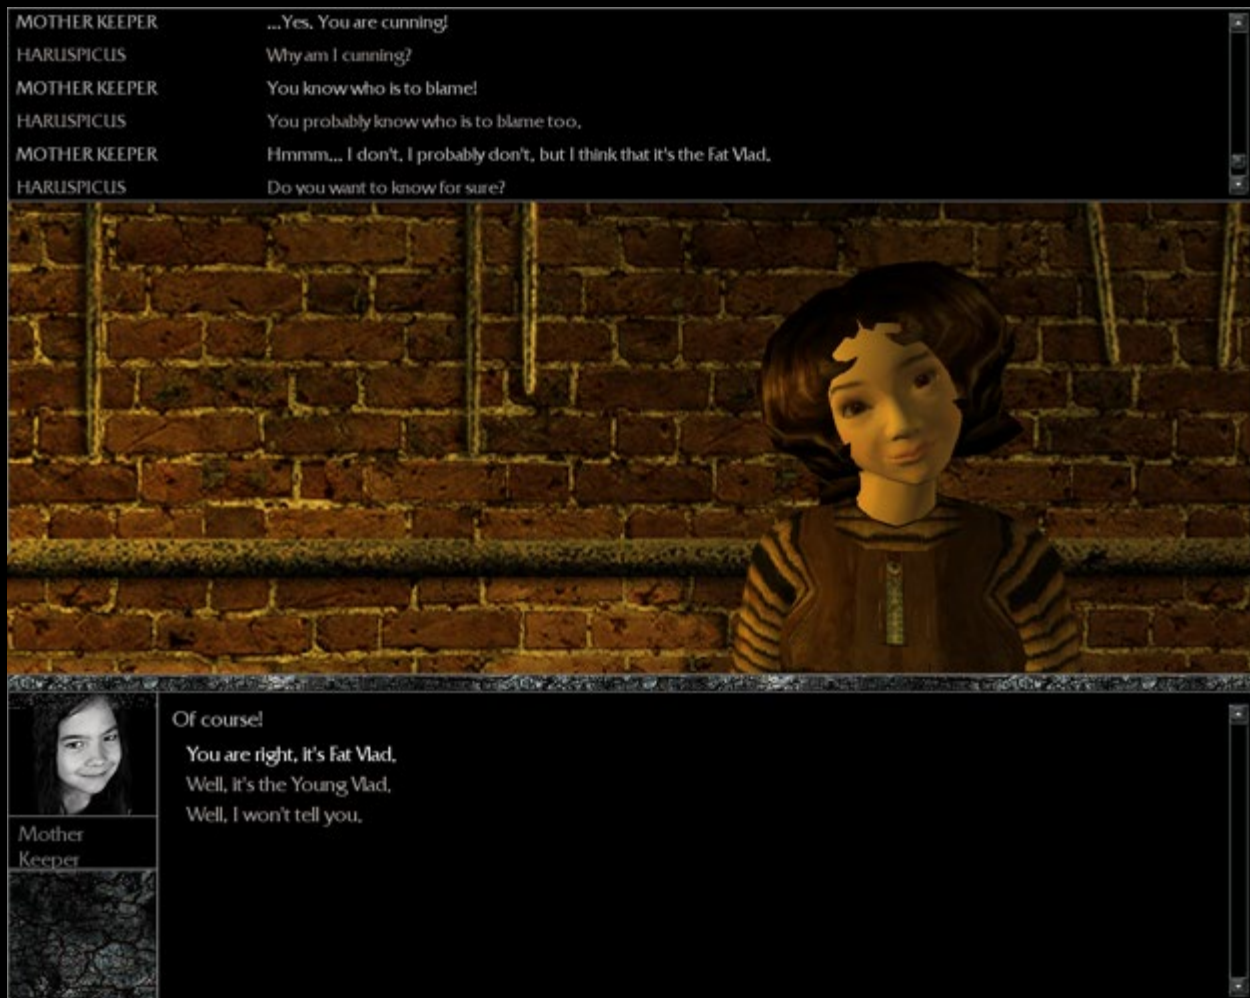 MOTHER KEEPER ...Yes. You are cunning!
HARUSPICUS Why am I cunning?
MOTHER KEEPER You know who is to blame!
HARUSPICUS You probably know who is to blame too.
MOTHER KEEPER Hmmm... I don't. I probably don't, but I think that it's the Fat Vlad.
HARUSPICUS Do you want to know for sure?
Of course!
You are right, it's Fat Vlad.
Well, it's the Young Vlad.
Well, I won't tell you.
Mother
Keeper